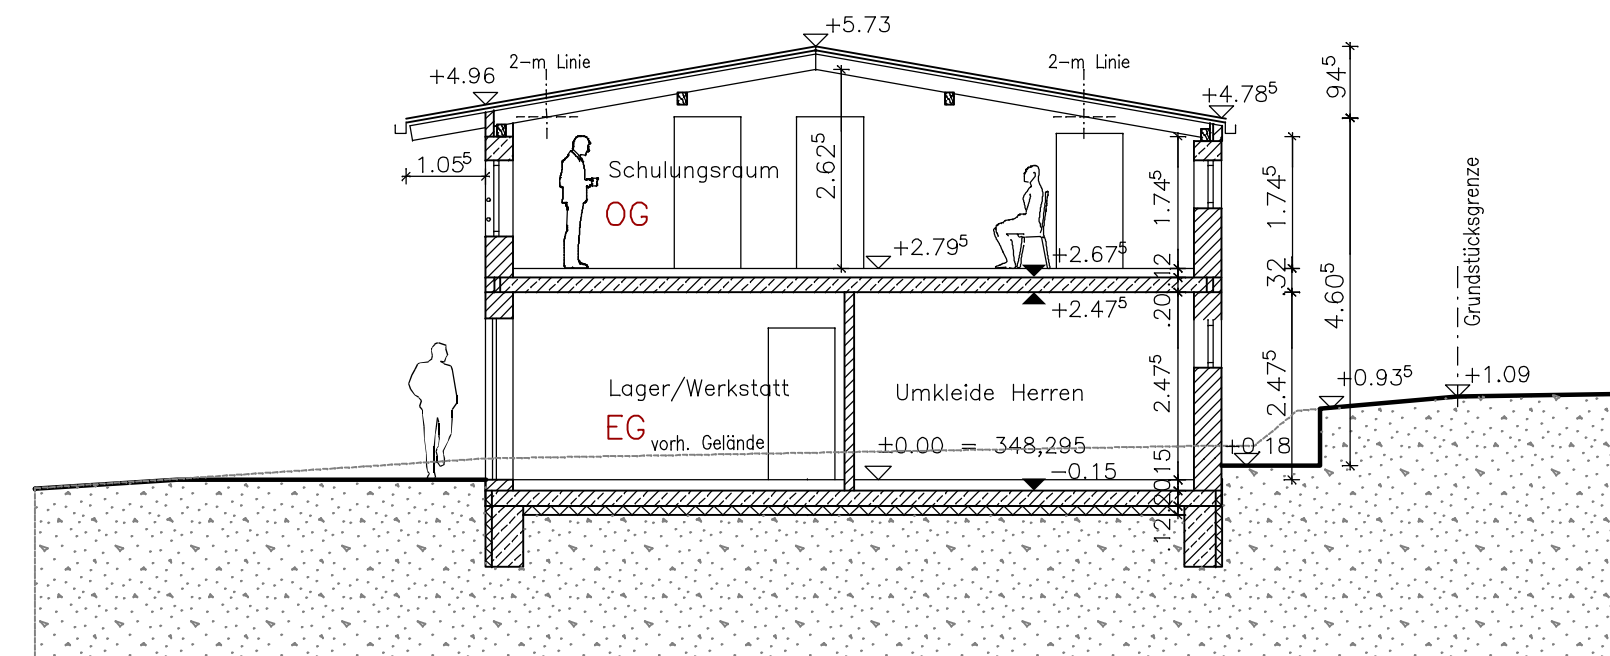 +5.73
2-m Linie
2-m Linie
+4.96
+4.78⁵
94⁵
1.05⁵
Schulungsraum
OG
2.62⁵
1.74⁵
1.74⁵
+2.79⁵
+2.67⁵
12
32
4.60⁵
Grundstücksgrenze
+2.47⁵
.20
Lager/Werkstatt
EG
Umkleide Herren
2.47⁵
2.47⁵
+0.93⁵
+1.09
vorh. Gelände
±0.00 = 348,295
+0.18
-0.15
.15
20
12